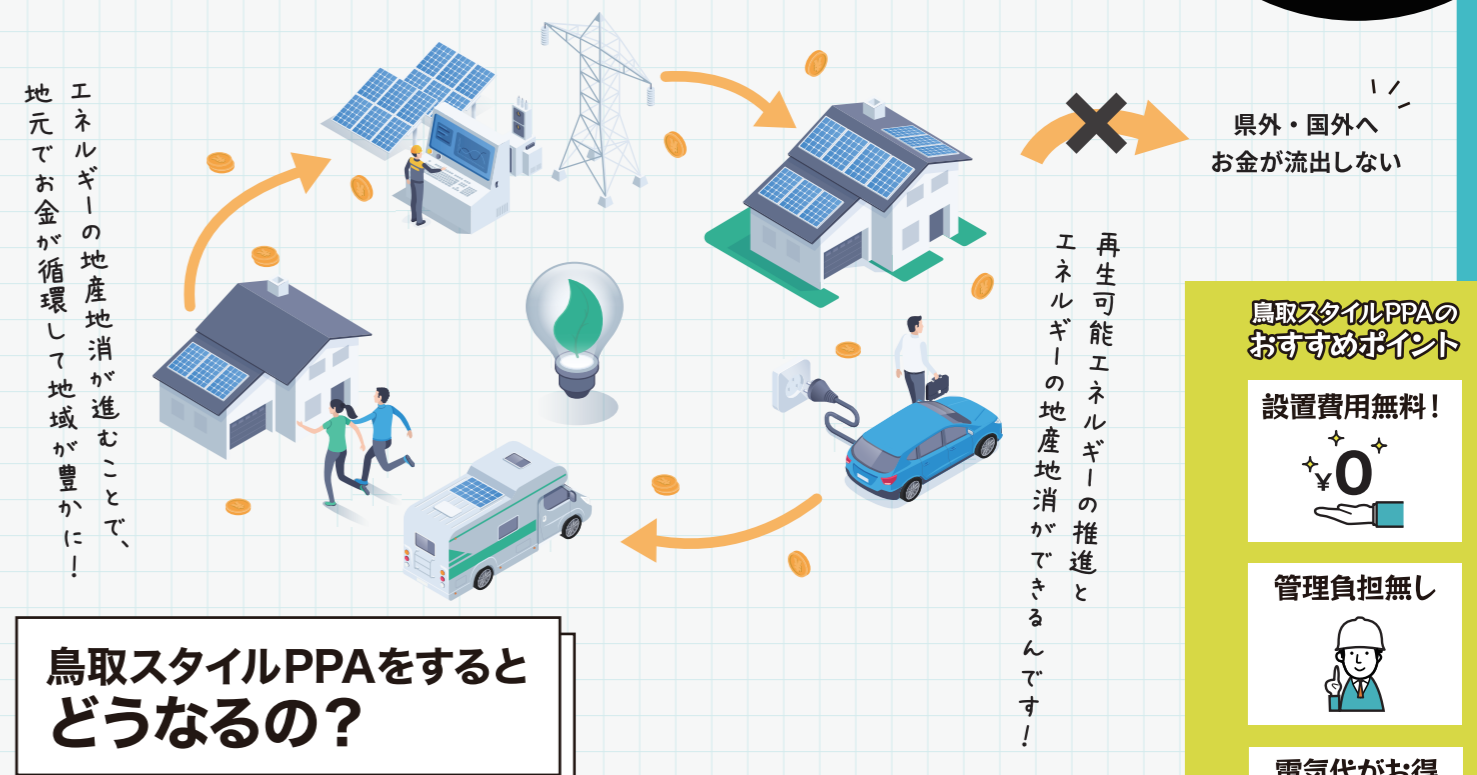 エネルギーの地産地消が進むことで、
地元でお金が循環して地域が豊かに!
県外・国外へ
お金が流出しない
再生可能エネルギーの推進と
エネルギーの地産地消ができるんです!
鳥取スタイルPPAの
おすすめポイント
設置費用無料!
¥0
管理負担無し
電気代がお得
鳥取スタイルPPAをすると
どうなるの?